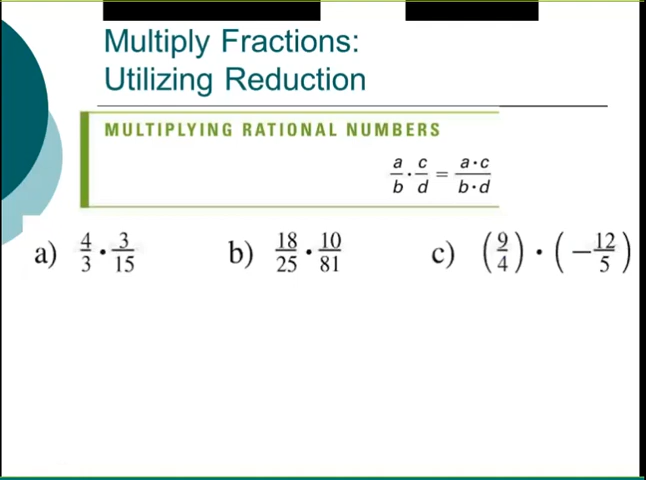 Multiply Fractions:
Utilizing Reduction
MULTIPLYING RATIONAL NUMBERS
a/b · c/d = a·c/b·d
a) 4/3 · 3/15 b) 18/25 · 10/81 c) (9/4) · (−12/5)